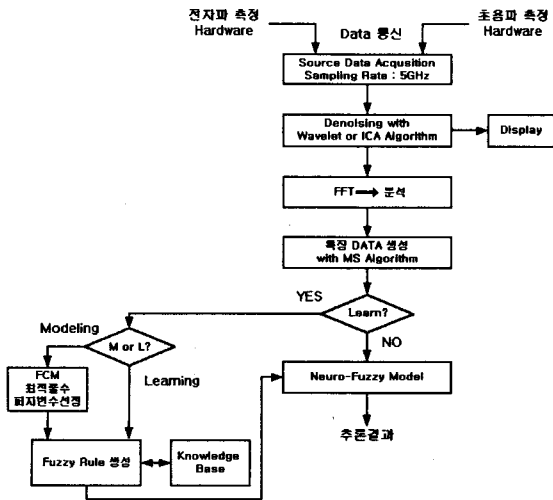 전자파 측정
Hardware
초음파 측정
Hardware
Data 통신
Source Data Acqusition
Sampling Rate : 5GHz
Denoising with
Wavelet or ICA Algorithm
Display
FFT → 분석
특장 DATA 생성
with MS Algorithm
YES
Learn?
Modeling
M or L?
NO
Learning
FCM
최적룰수
퍼지변수선정
Neuro-Fuzzy Model
추론결과
Fuzzy Rule 생성
Knowledge
Base